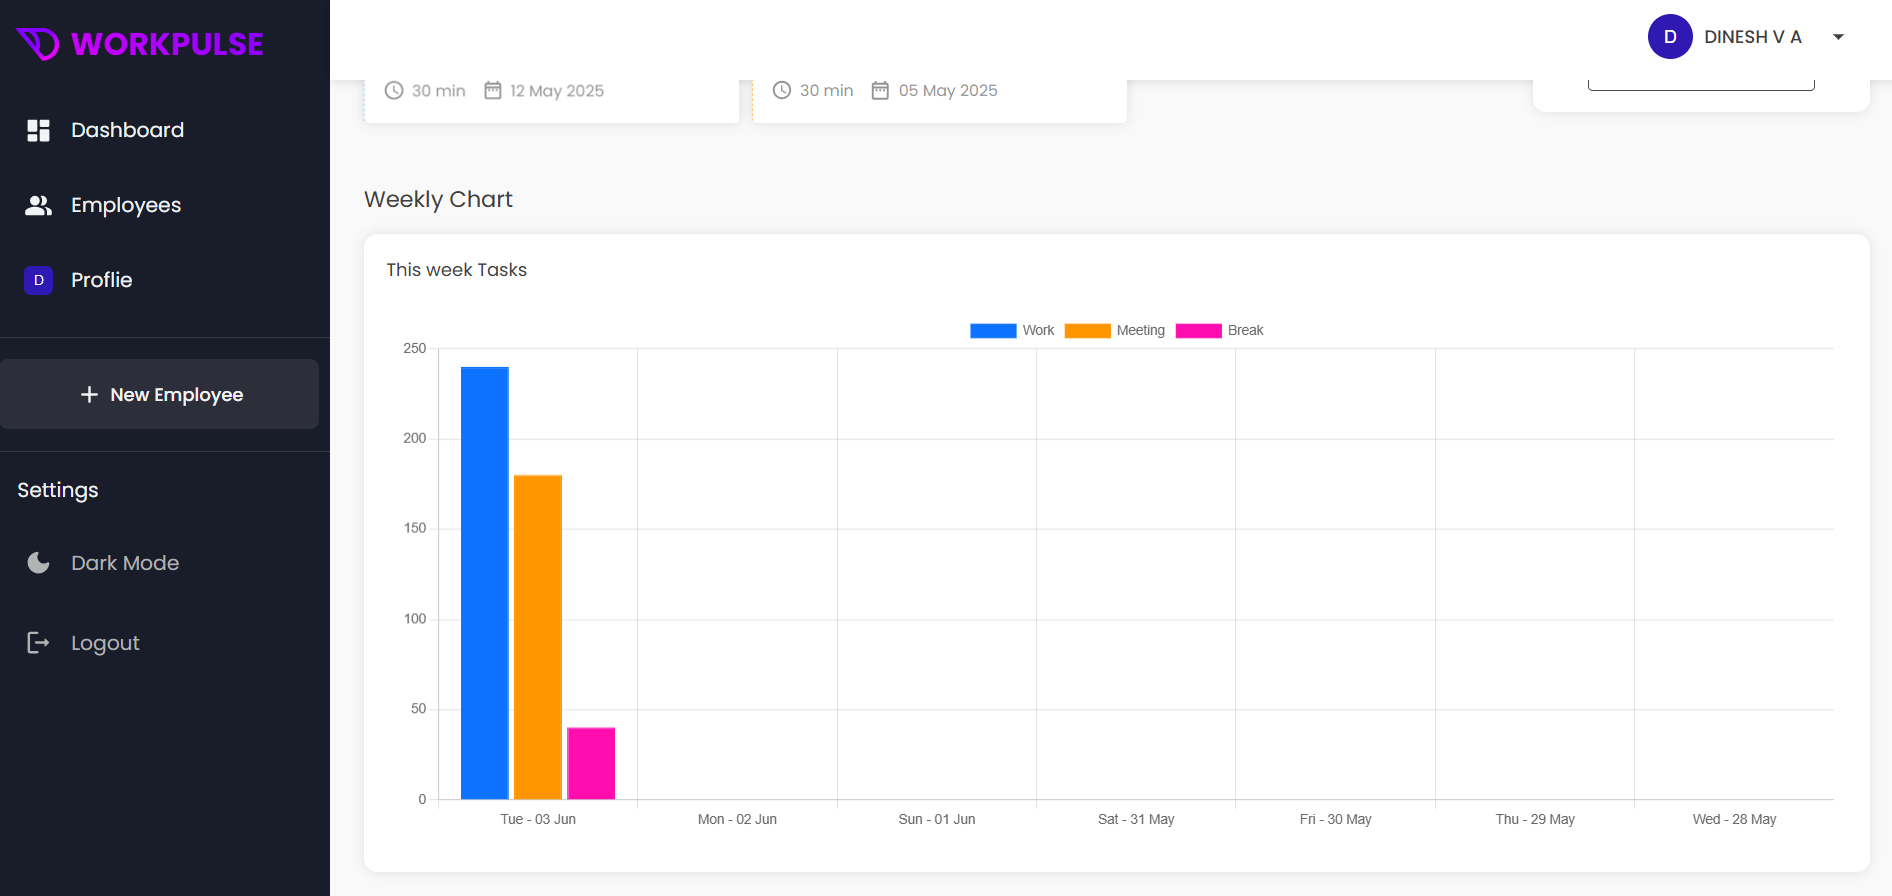 WORKPULSE
D DINESH V A
Dashboard
Employees
D Proflie
+ New Employee
Settings
Dark Mode
Logout
30 min 12 May 2025
30 min 05 May 2025
Weekly Chart
This week Tasks
Work Meeting Break
250
200
150
100
50
0
Tue - 03 Jun Mon - 02 Jun Sun - 01 Jun Sat - 31 May Fri - 30 May Thu - 29 May Wed - 28 May